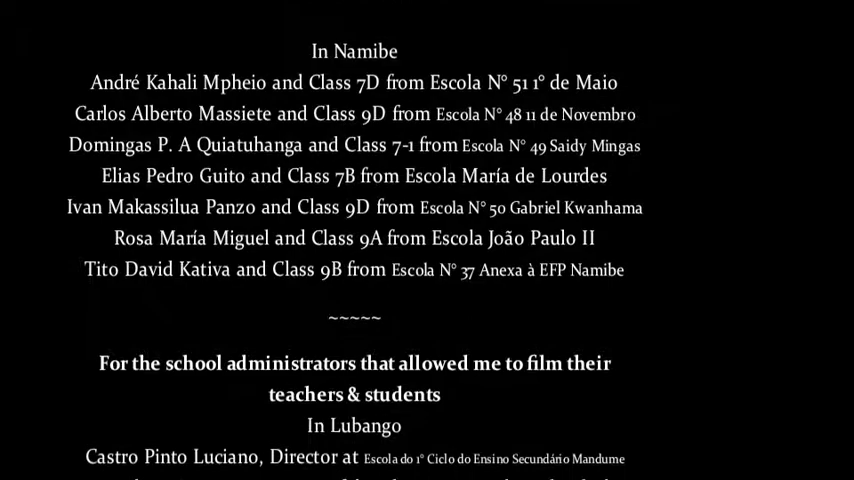 In Namibe
André Kahali Mpheio and Class 7D from Escola N° 51 1° de Maio
Carlos Alberto Massiete and Class 9D from Escola N° 48 11 de Novembro
Domingas P. A Quiatuhanga and Class 7-1 from Escola N° 49 Saidy Mingas
Elias Pedro Guito and Class 7B from Escola María de Lourdes
Ivan Makassilua Panzo and Class 9D from Escola N° 50 Gabriel Kwanhama
Rosa María Miguel and Class 9A from Escola João Paulo II
Tito David Kativa and Class 9B from Escola N° 37 Anexa à EFP Namibe
~~~~~
For the school administrators that allowed me to film their
teachers & students
In Lubango
Castro Pinto Luciano, Director at Escola do 1° Ciclo do Ensino Secundário Mandume